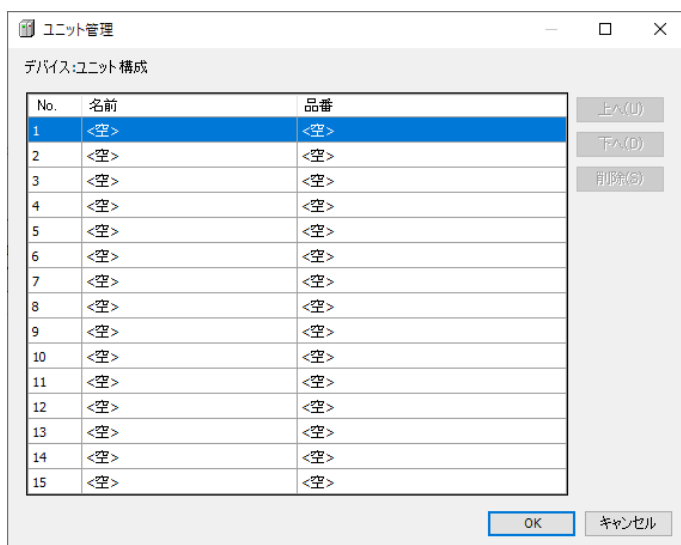 ユニット管理
デバイス:ユニット構成
No. 名前 品番
1 <空> <空>
2 <空> <空>
3 <空> <空>
4 <空> <空>
5 <空> <空>
6 <空> <空>
7 <空> <空>
8 <空> <空>
9 <空> <空>
10 <空> <空>
11 <空> <空>
12 <空> <空>
13 <空> <空>
14 <空> <空>
15 <空> <空>
上へ(U)
下へ(D)
削除(S)
OK キャンセル